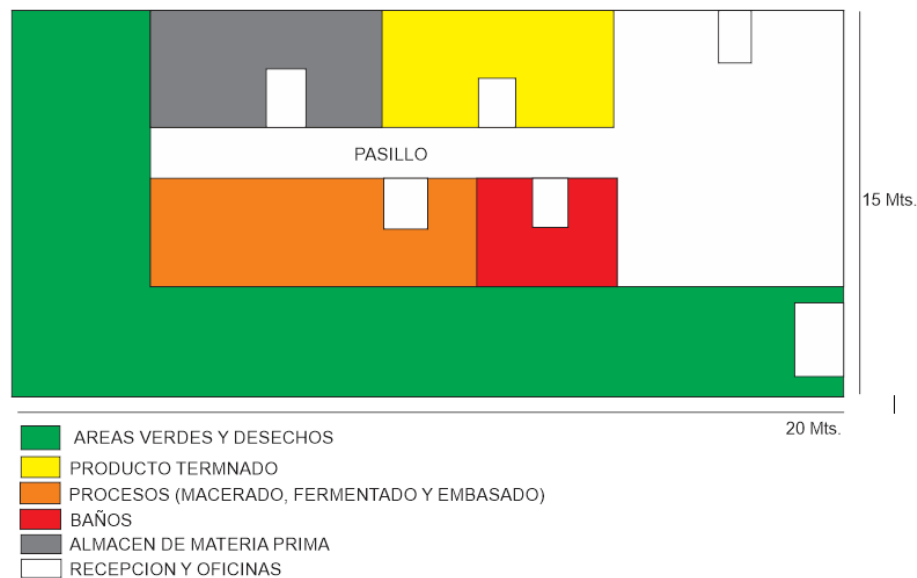 PASILLO
15 Mts.
20 Mts.
AREAS VERDES Y DESECHOS
PRODUCTO TERMNADO
PROCESOS (MACERADO, FERMENTADO Y EMBASADO)
BAÑOS
ALMACEN DE MATERIA PRIMA
RECEPCION Y OFICINAS